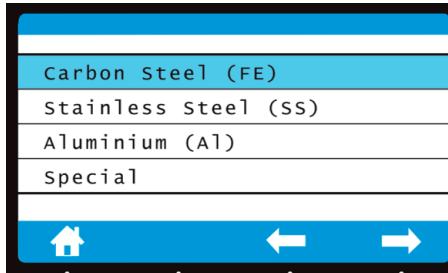 Carbon Steel (FE)
Stainless Steel (SS)
Aluminium (Al)
Special